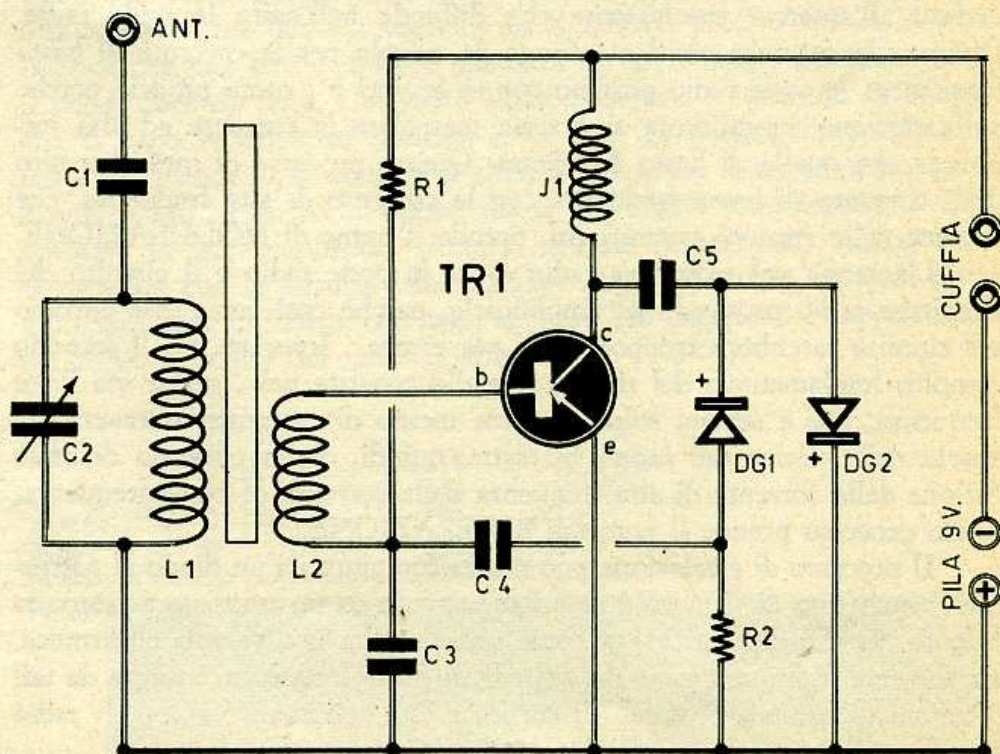 ANT.
C1
R1
J1
C5
TR1
c
b
e
C2
+
DG1
+
DG2
CUFFIA
L1
L2
C4
C3
R2
PILA 9V.
−
+